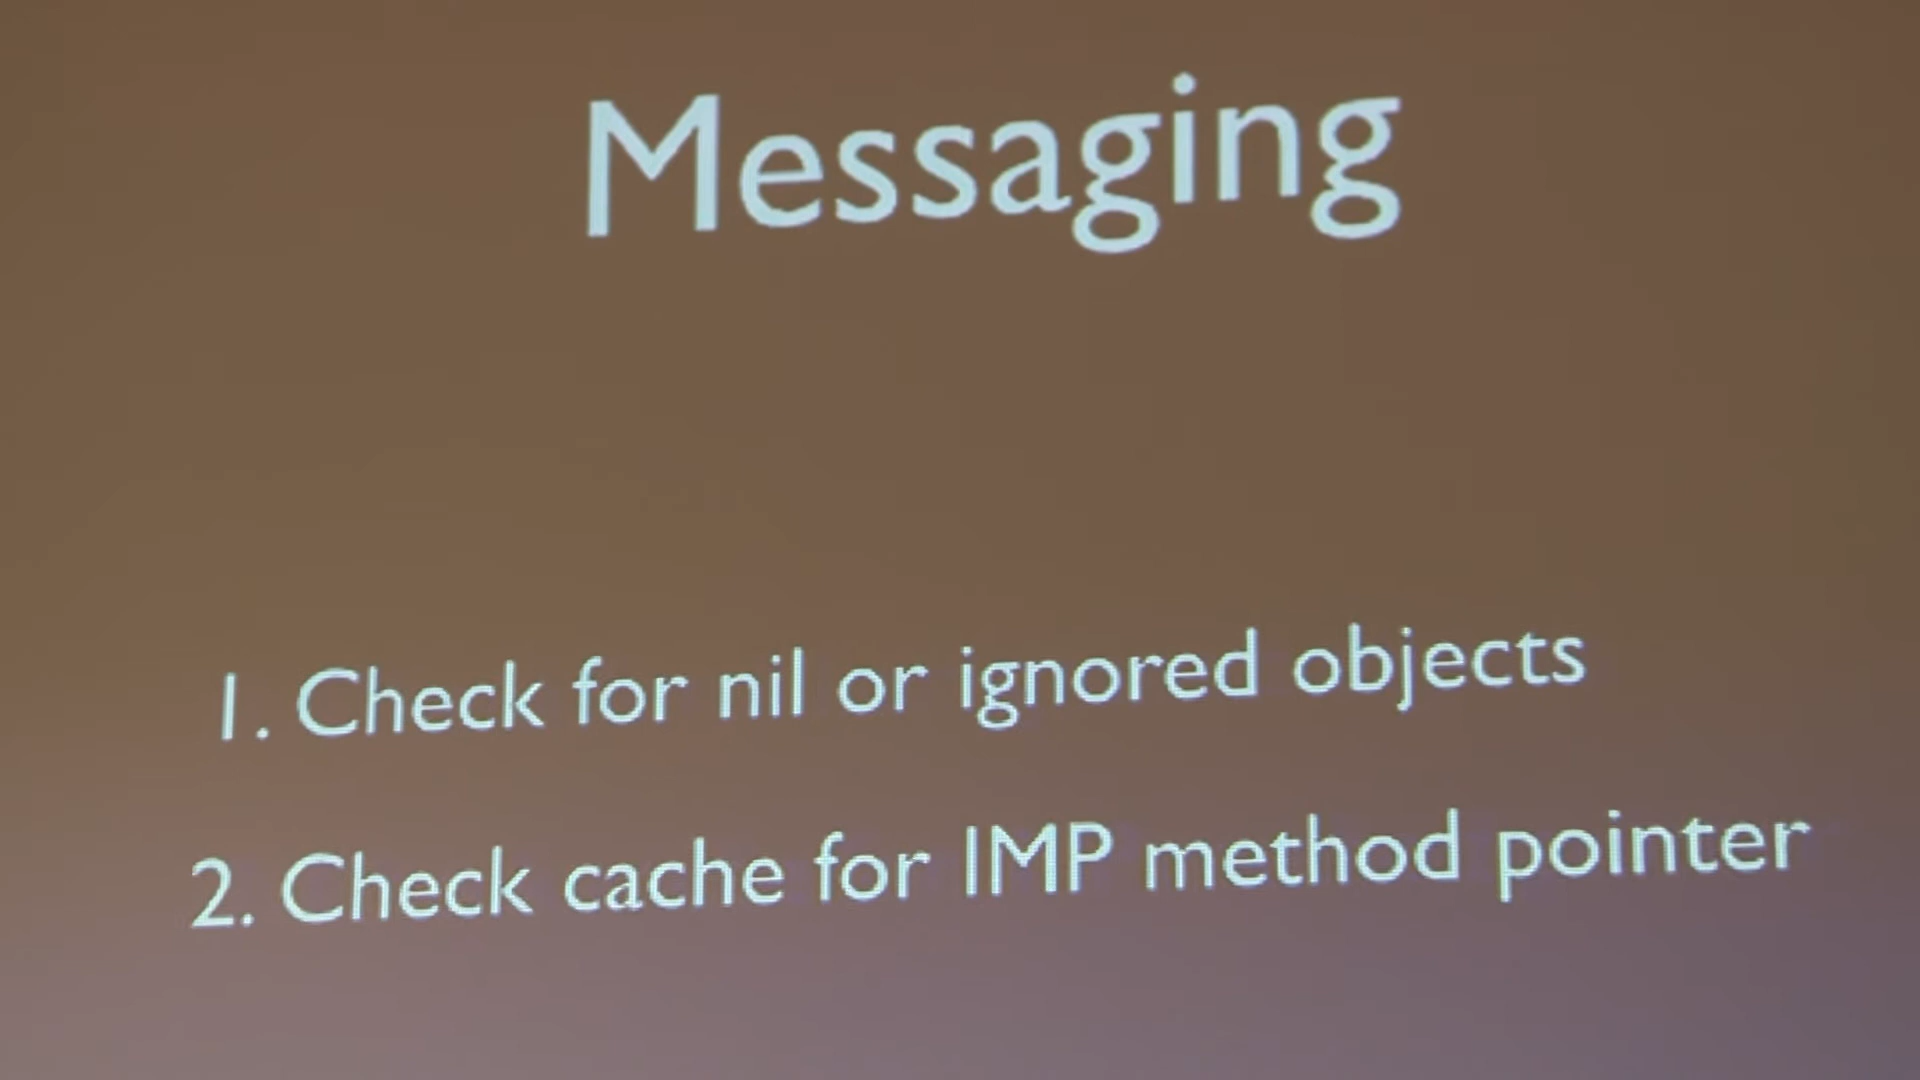 Messaging
1. Check for nil or ignored objects
2. Check cache for IMP method pointer